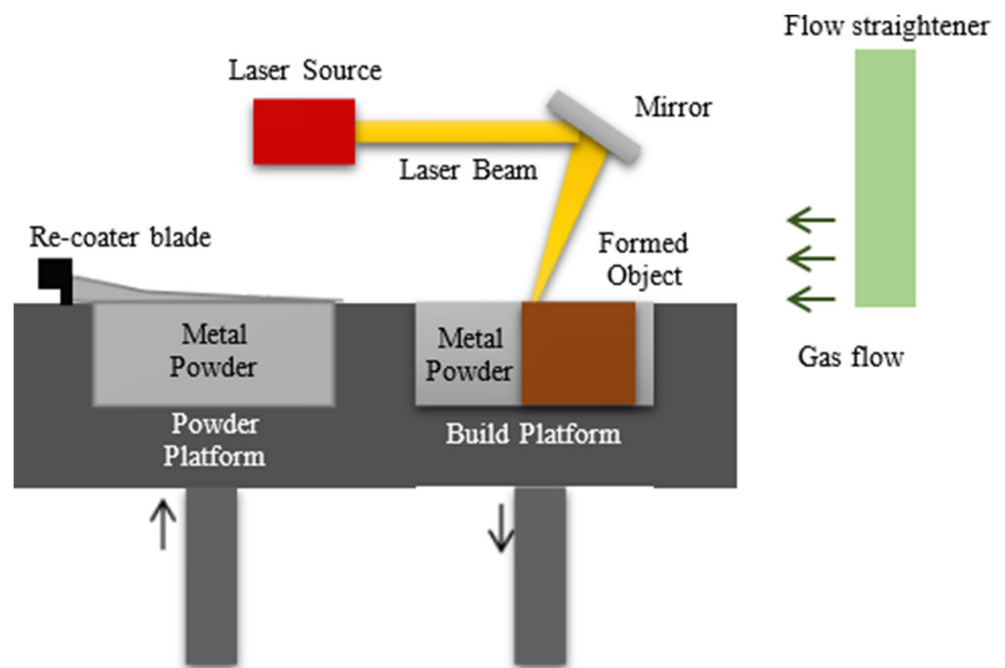 Flow straightener
Laser Source
Mirror
Laser Beam
Re-coater blade
Formed
Object
Metal
Powder
Metal
Powder
Gas flow
Powder
Platform
Build Platform